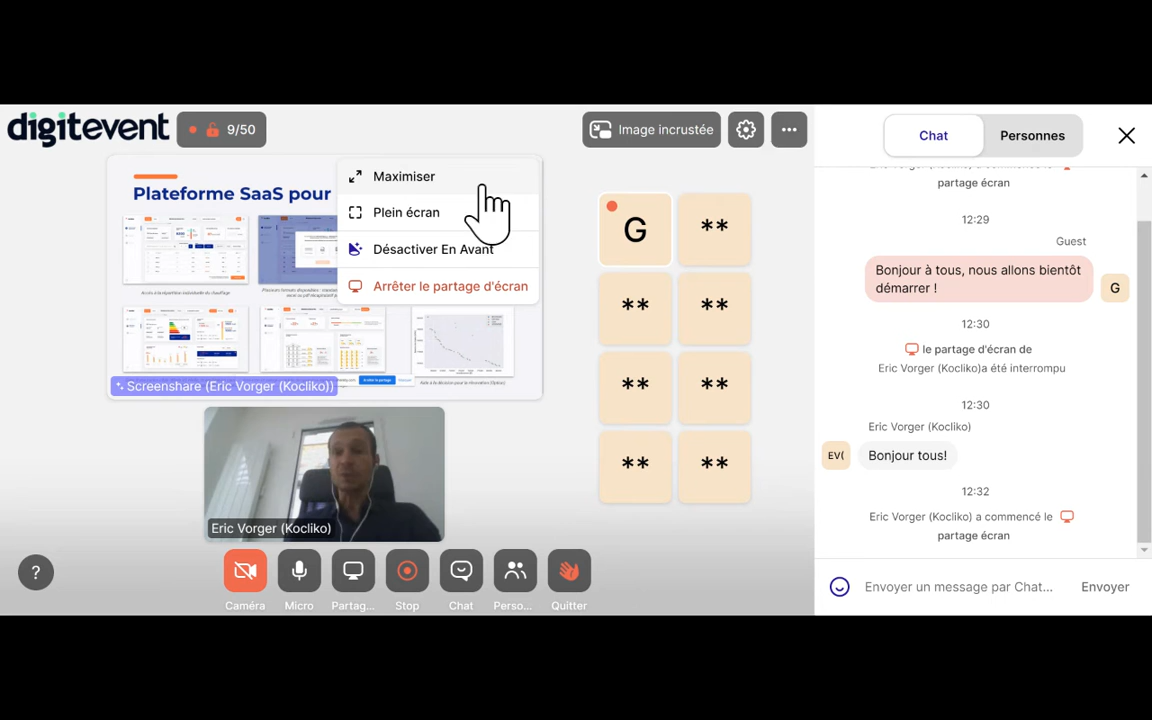 digitevent
9/50
Image incrustée
Plateforme SaaS pour
Maximiser
Plein écran
Désactiver En Avant
Arrêter le partage d'écran
Screenshare (Eric Vorger (Kocliko))
Eric Vorger (Kocliko)
G
**
**
**
**
**
**
**
?
Caméra
Micro
Partag...
Stop
Chat
Perso...
Quitter
Chat
Personnes
partage écran
12:29
Guest
Bonjour à tous, nous allons bientôt
démarrer !
G
12:30
le partage d'écran de
Eric Vorger (Kocliko)a été interrompu
12:30
Eric Vorger (Kocliko)
EV(
Bonjour tous!
12:32
Eric Vorger (Kocliko) a commencé le
partage écran
Envoyer un message par Chat...
Envoyer